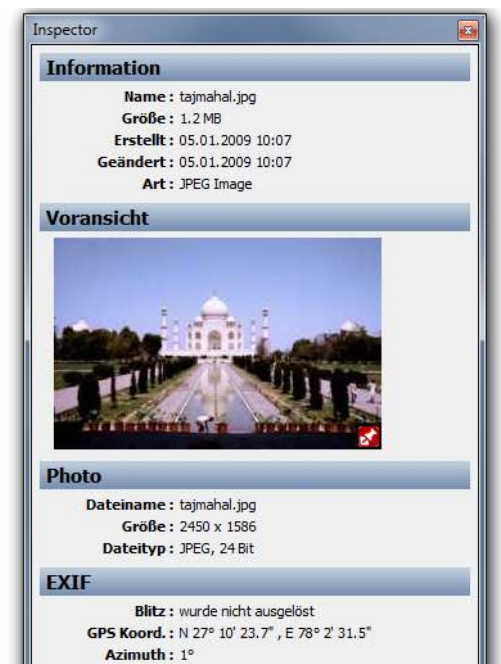 Inspector
Information
Name : tajmahal.jpg
Größe : 1.2 MB
Erstellt : 05.01.2009 10:07
Geändert : 05.01.2009 10:07
Art : JPEG Image
Voransicht
Photo
Dateiname : tajmahal.jpg
Größe : 2450 x 1586
Dateityp : JPEG, 24 Bit
EXIF
Blitz : wurde nicht ausgelöst
GPS Koord. : N 27° 10' 23.7" , E 78° 2' 31.5"
Azimuth : 1°